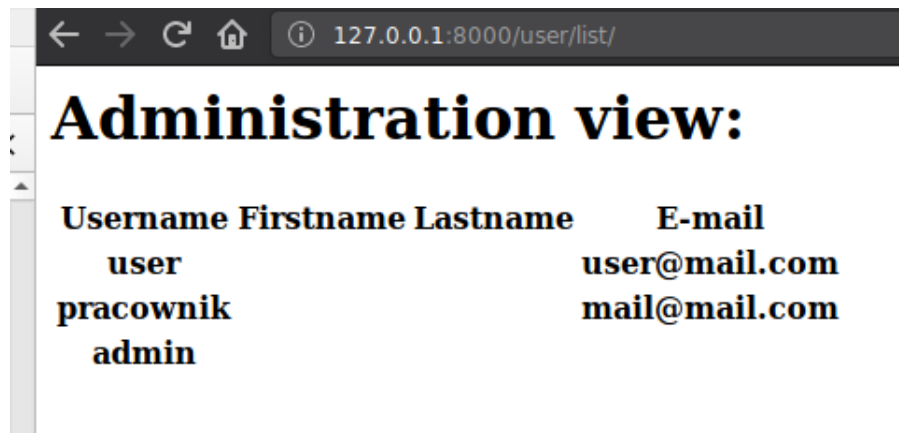 127.0.0.1:8000/user/list/
Administration view:
Username Firstname Lastname E-mail
user user@mail.com
pracownik mail@mail.com
admin